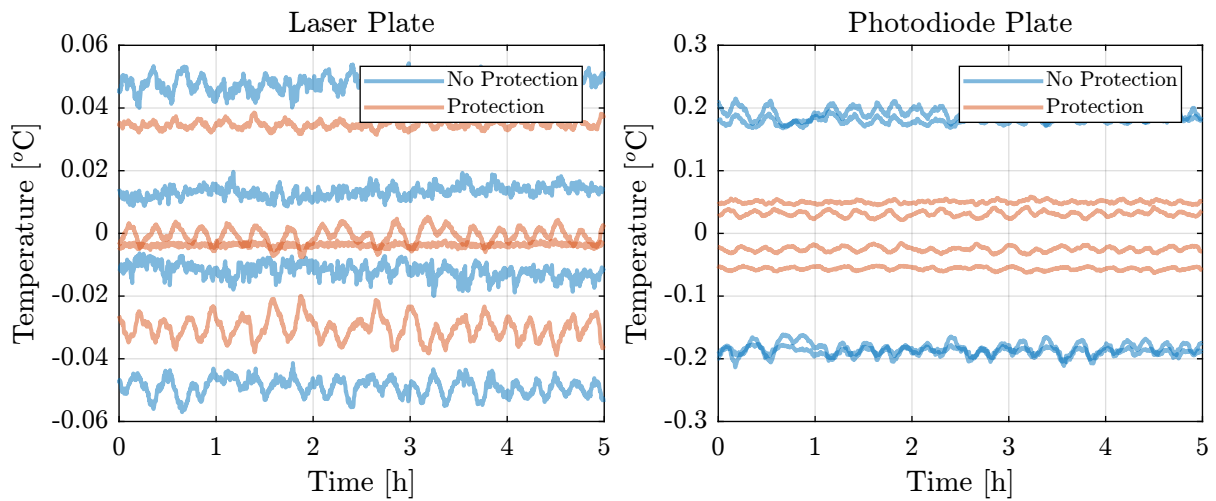 Laser Plate
0.06
0.04
0.02
0
-0.02
-0.04
-0.06
Temperature [°C]
No Protection
Protection
0 1 2 3 4 5
Time [h]
Photodiode Plate
0.3
0.2
0.1
0
-0.1
-0.2
-0.3
Temperature [°C]
No Protection
Protection
0 1 2 3 4 5
Time [h]